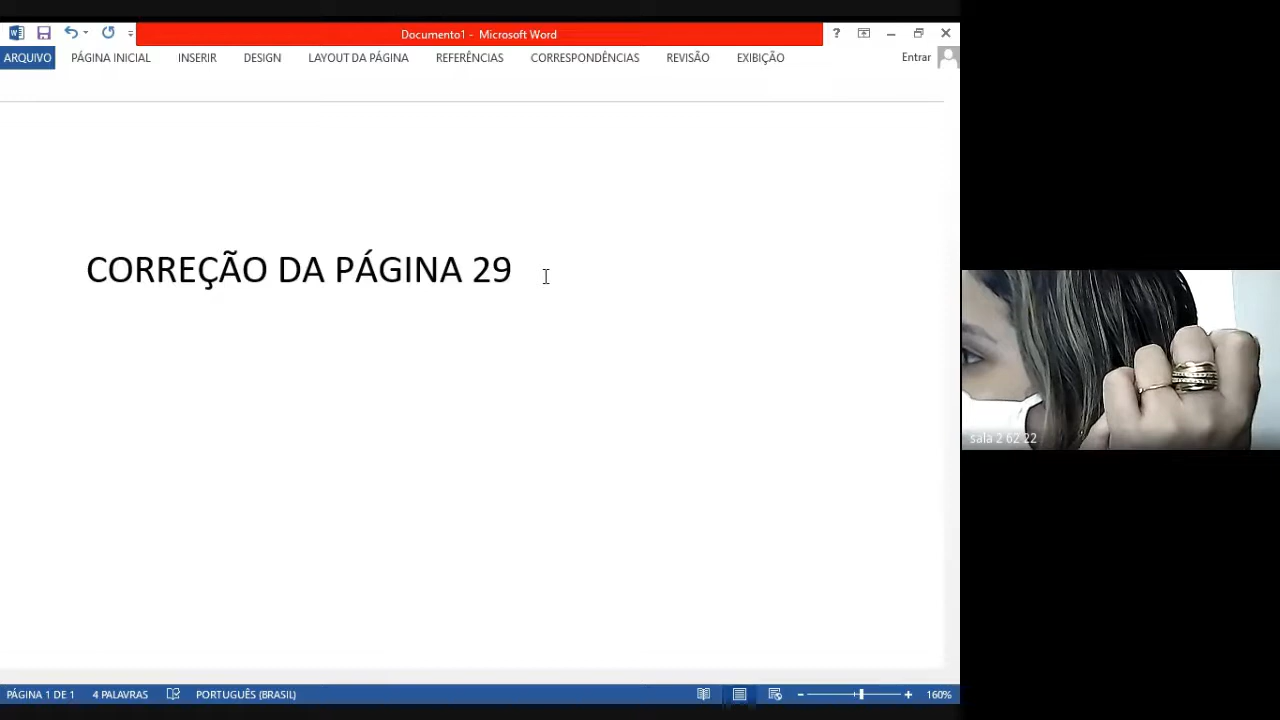 Documento1 - Microsoft Word
?
ARQUIVO PÁGINA INICIAL INSERIR DESIGN LAYOUT DA PÁGINA REFERÊNCIAS CORRESPONDÊNCIAS REVISÃO EXIBIÇÃO Entrar
CORREÇÃO DA PÁGINA 29
sala 2 62 22
PÁGINA 1 DE 1 4 PALAVRAS PORTUGUÊS (BRASIL) 160%